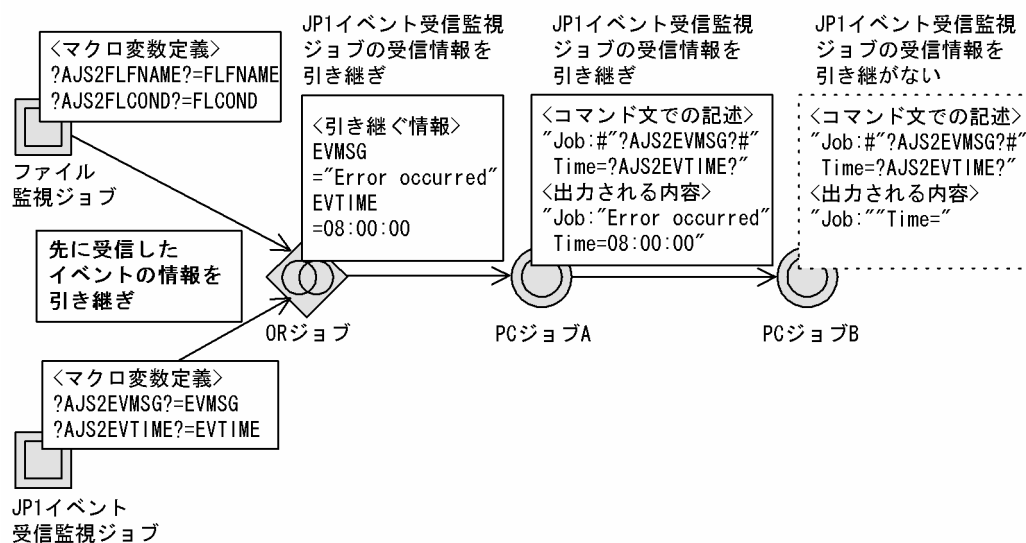 <マクロ変数定義>
?AJS2FLFNAME?=FLFNAME
?AJS2FLCOND?=FLCOND
ファイル
監視ジョブ
先に受信した
イベントの情報を
引き継ぎ
<マクロ変数定義>
?AJS2EVMSG?=EVMSG
?AJS2EVTIME?=EVTIME
JP1イベント
受信監視ジョブ
JP1イベント受信監視
ジョブの受信情報を
引き継ぎ
<引き継ぐ情報>
EVMSG
="Error occurred"
EVTIME
=08:00:00
ORジョブ
JP1イベント受信監視
ジョブの受信情報を
引き継ぎ
<コマンド文での記述>
"Job:#"?AJS2EVMSG?#"
Time=?AJS2EVTIME?"
<出力される内容>
"Job:"Error occurred"
Time=08:00:00"
PCジョブA
JP1イベント受信監視
ジョブの受信情報を
引き継がない
<コマンド文での記述>
"Job:#"?AJS2EVMSG?#"
Time=?AJS2EVTIME?"
<出力される内容>
"Job:""Time="
PCジョブB